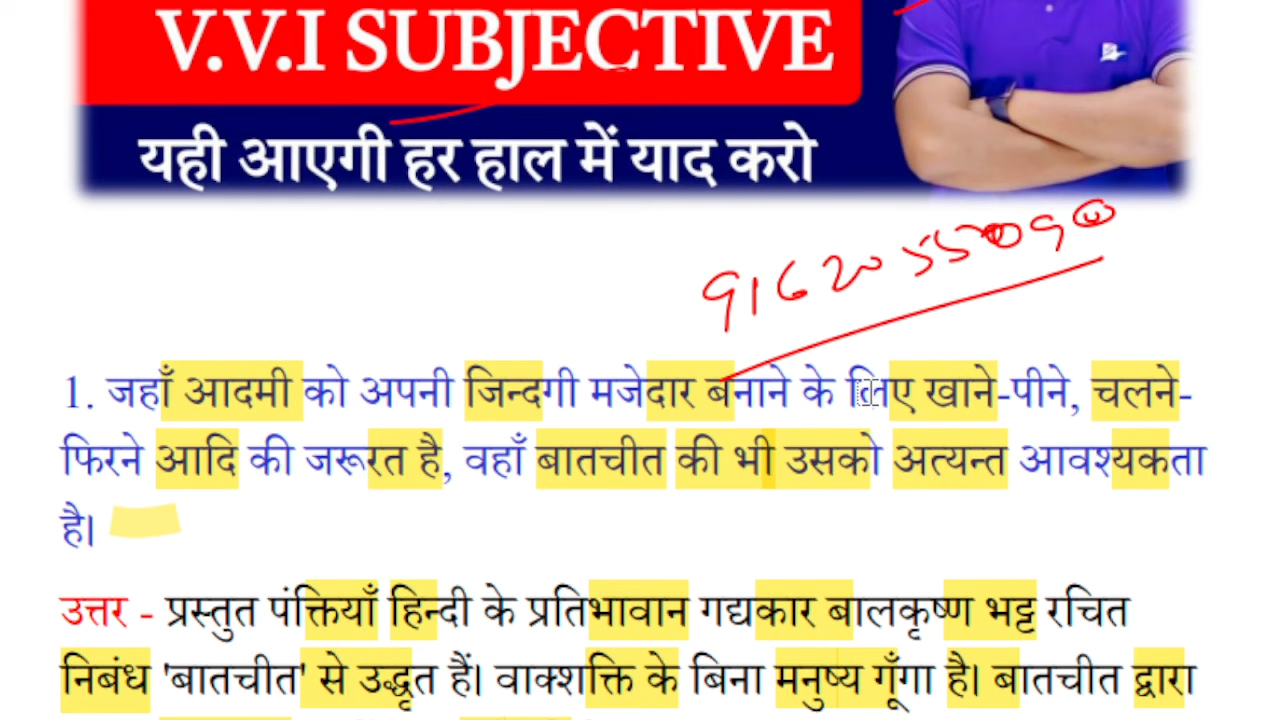 V.V.I SUBJECTIVE
यही आएगी हर हाल में याद करो
1. जहाँ आदमी को अपनी जिन्दगी मजेदार बनाने के लिए खाने-पीने, चलने-
फिरने आदि की जरूरत है, वहाँ बातचीत की भी उसको अत्यन्त आवश्यकता
है।
उत्तर - प्रस्तुत पंक्तियाँ हिन्दी के प्रतिभावान गद्यकार बालकृष्ण भट्ट रचित
निबंध 'बातचीत' से उद्धृत हैं। वाक्शक्ति के बिना मनुष्य गूँगा है। बातचीत द्वारा